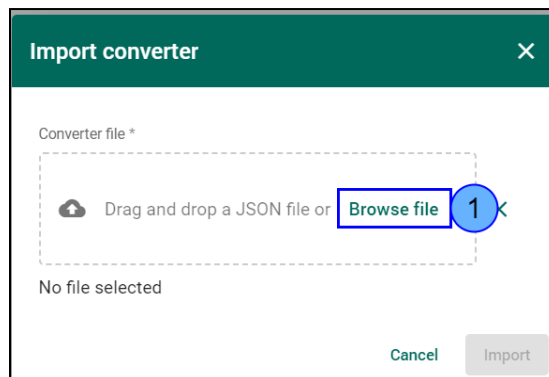 Import converter
Converter file *
Drag and drop a JSON file or Browse file 1
No file selected
Cancel Import